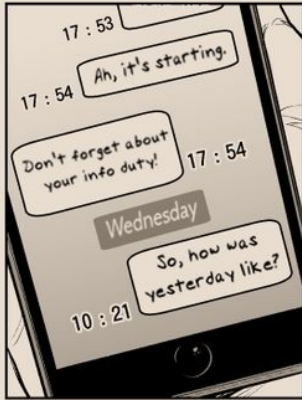 17:53
17:54
Ah, it's starting.
Don't forget about
your info duty!
17:54
Wednesday
So, how was
yesterday like?
10:21